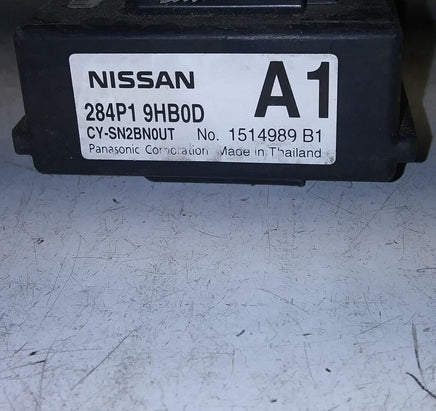 NISSAN A1
284P1 9HB0D
CY-SN2BN0UT No. 1514989 B1
Panasonic Corporation Made in Thailand